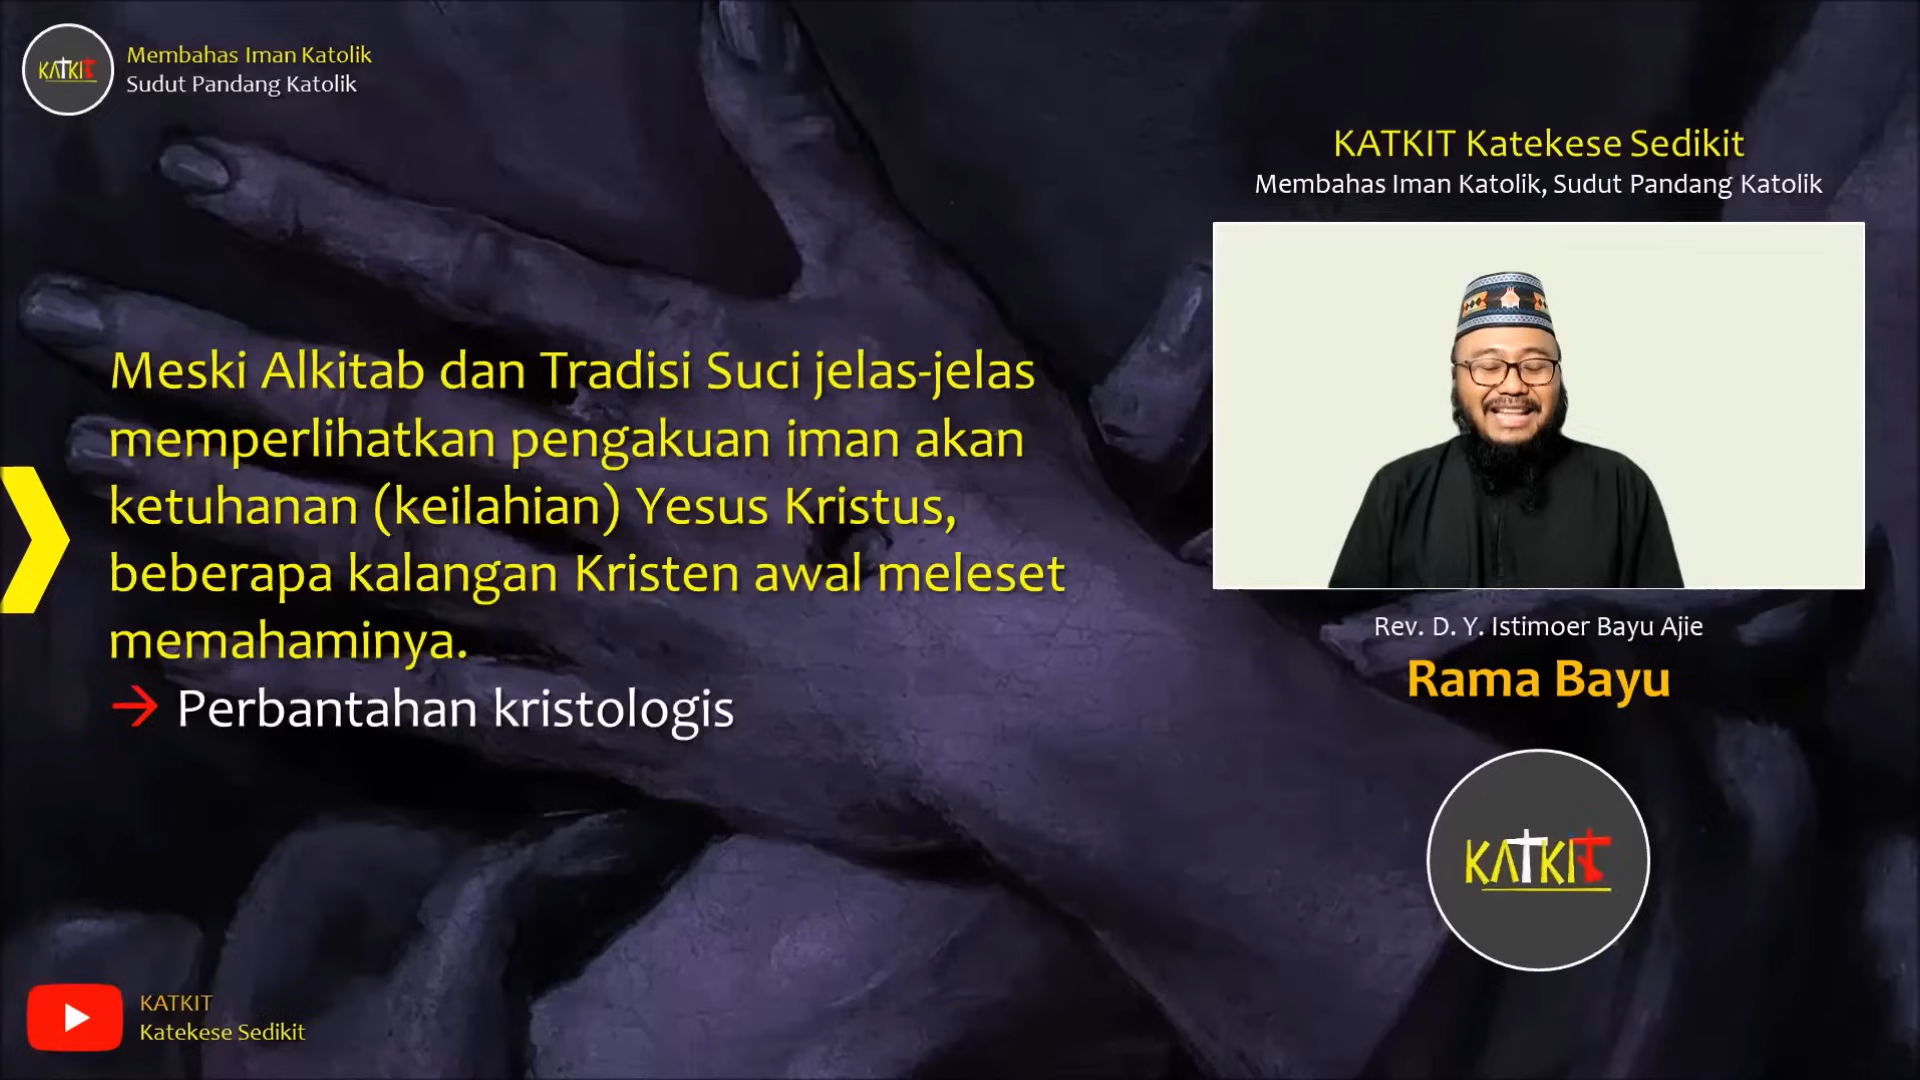 KATKIT
Membahas Iman Katolik
Sudut Pandang Katolik
Meski Alkitab dan Tradisi Suci jelas-jelas
memperlihatkan pengakuan iman akan
ketuhanan (keilahian) Yesus Kristus,
beberapa kalangan Kristen awal meleset
memahaminya.
→ Perbantahan kristologis
KATKIT Katekese Sedikit
Membahas Iman Katolik, Sudut Pandang Katolik
Rev. D. Y. Istimoer Bayu Ajie
Rama Bayu
KATKIT
KATKIT
Katekese Sedikit